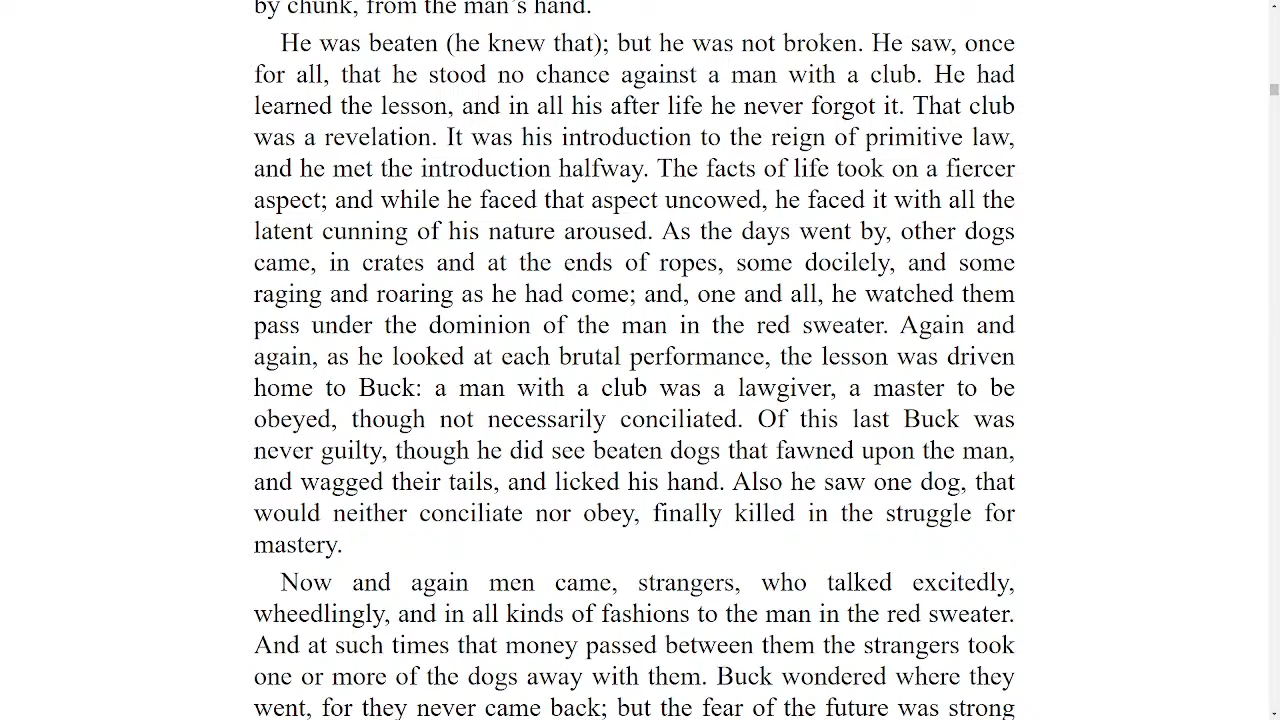 by chunk, from the man’s hand.
He was beaten (he knew that); but he was not broken. He saw, once
for all, that he stood no chance against a man with a club. He had
learned the lesson, and in all his after life he never forgot it. That club
was a revelation. It was his introduction to the reign of primitive law,
and he met the introduction halfway. The facts of life took on a fiercer
aspect; and while he faced that aspect uncowed, he faced it with all the
latent cunning of his nature aroused. As the days went by, other dogs
came, in crates and at the ends of ropes, some docilely, and some
raging and roaring as he had come; and, one and all, he watched them
pass under the dominion of the man in the red sweater. Again and
again, as he looked at each brutal performance, the lesson was driven
home to Buck: a man with a club was a lawgiver, a master to be
obeyed, though not necessarily conciliated. Of this last Buck was
never guilty, though he did see beaten dogs that fawned upon the man,
and wagged their tails, and licked his hand. Also he saw one dog, that
would neither conciliate nor obey, finally killed in the struggle for
mastery.
Now and again men came, strangers, who talked excitedly,
wheedlingly, and in all kinds of fashions to the man in the red sweater.
And at such times that money passed between them the strangers took
one or more of the dogs away with them. Buck wondered where they
went, for they never came back; but the fear of the future was strong